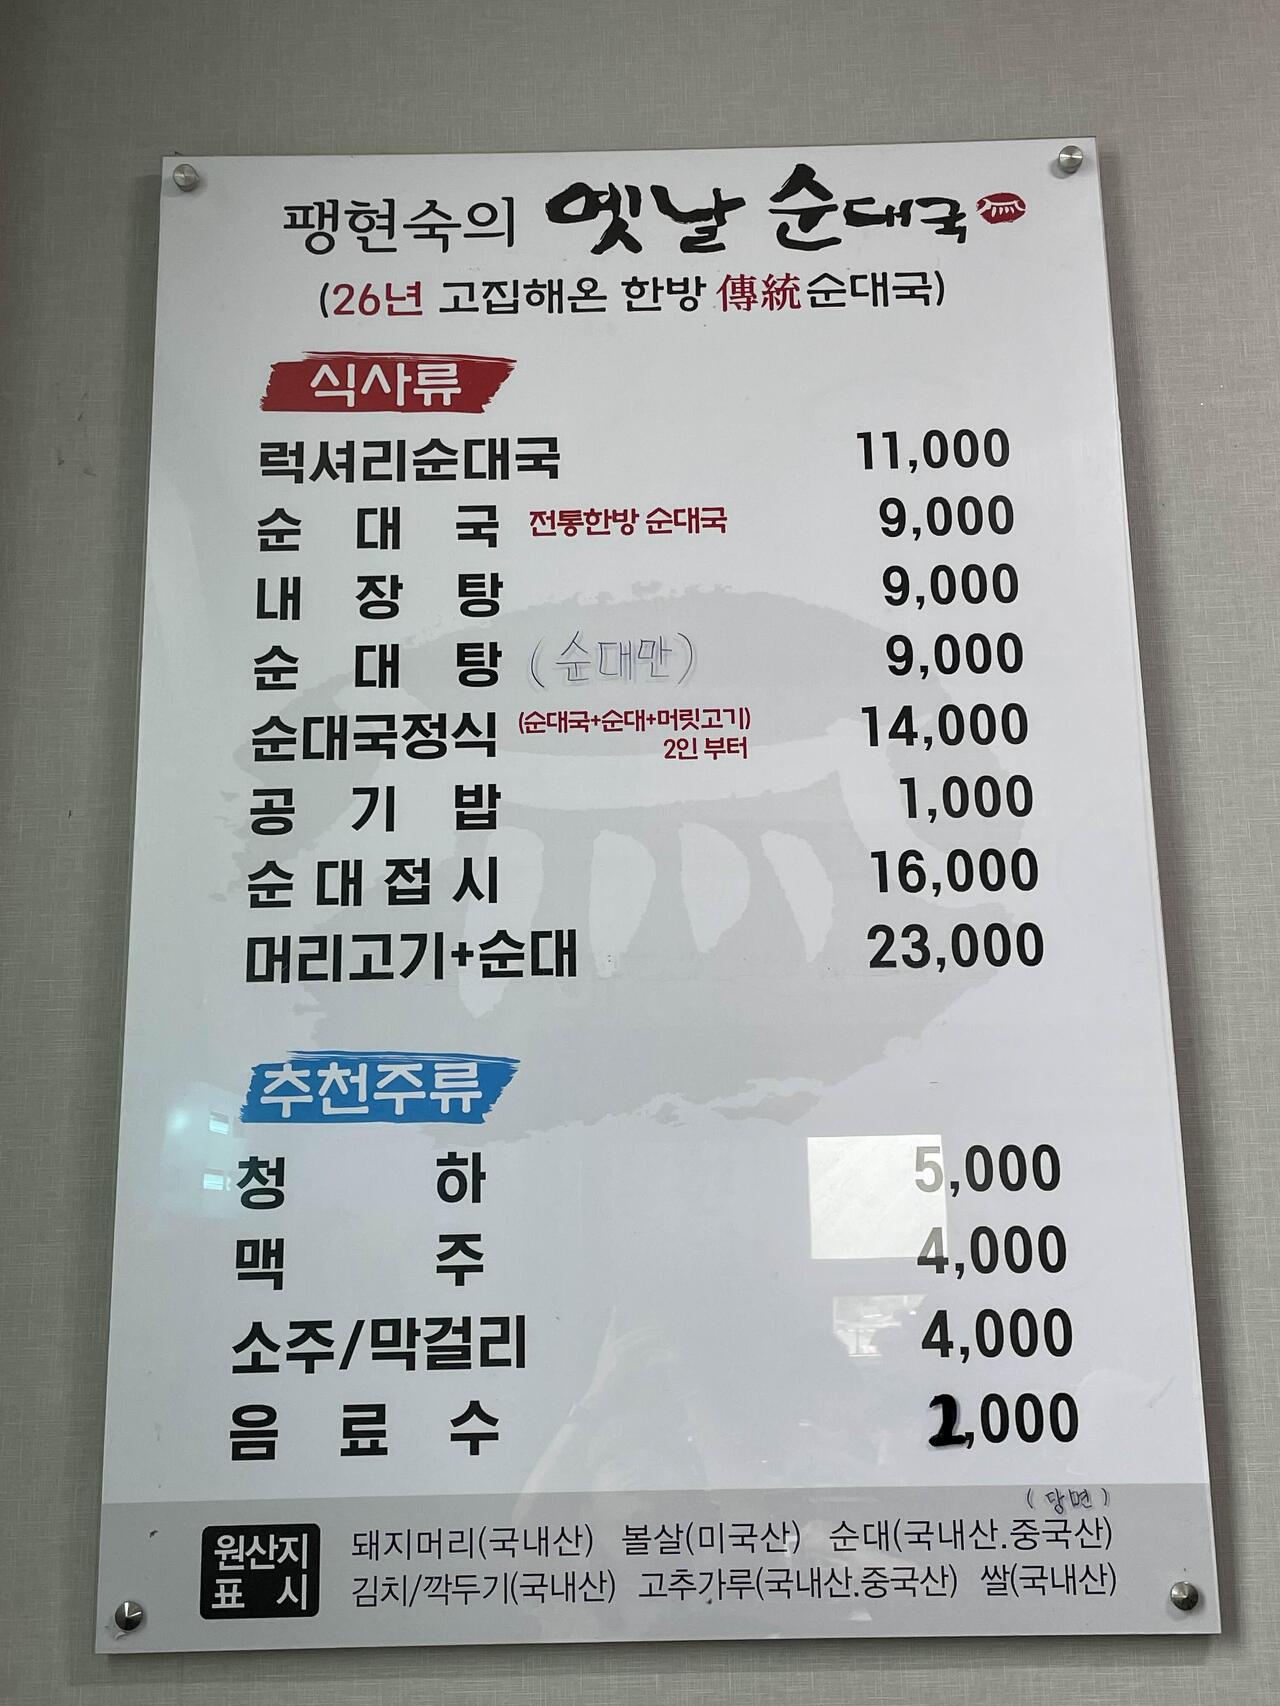 팽현숙의 옛날 순대국
(26년 고집해온 한방 傳統순대국)
식사류
럭셔리순대국 11,000
순대국 전통한방 순대국 9,000
내장탕 9,000
순대탕 (순대만) 9,000
순대국정식 (순대국+순대+머릿고기) 2인 부터 14,000
공기밥 1,000
순대접시 16,000
머리고기+순대 23,000
추천주류
청하 5,000
맥주 4,000
소주/막걸리 4,000
음료수 2,000
(당면)
원산지 표시
돼지머리(국내산) 볼살(미국산) 순대(국내산.중국산)
김치/깍두기(국내산) 고추가루(국내산.중국산) 쌀(국내산)